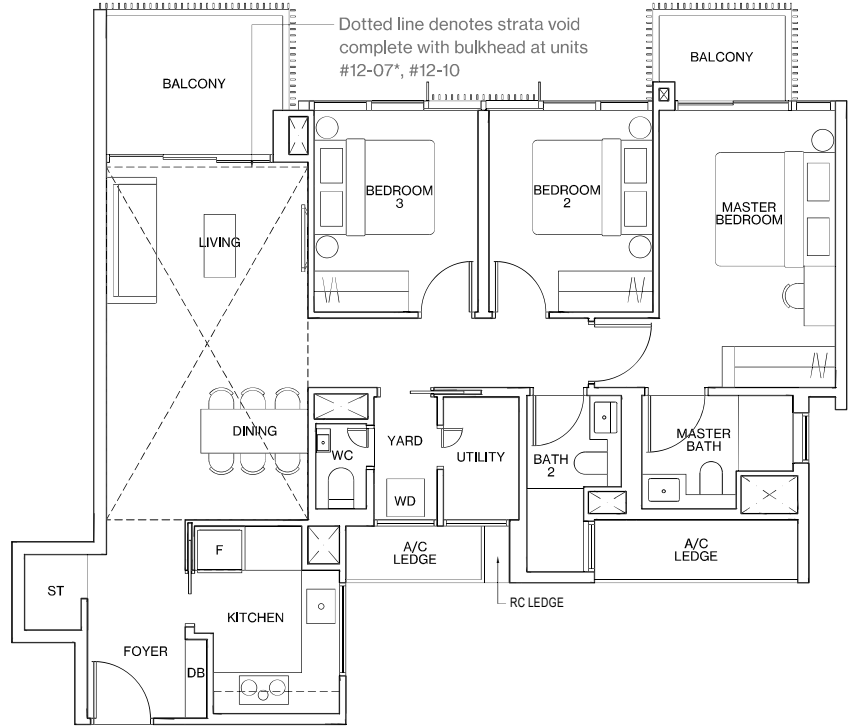 Dotted line denotes strata void
complete with bulkhead at units
#12-07*, #12-10
BALCONY
BALCONY
BEDROOM
3
BEDROOM
2
MASTER
BEDROOM
LIVING
DINING
WC
YARD
UTILITY
BATH
2
MASTER
BATH
WD
F
A/C
LEDGE
A/C
LEDGE
ST
RC LEDGE
KITCHEN
FOYER
DB